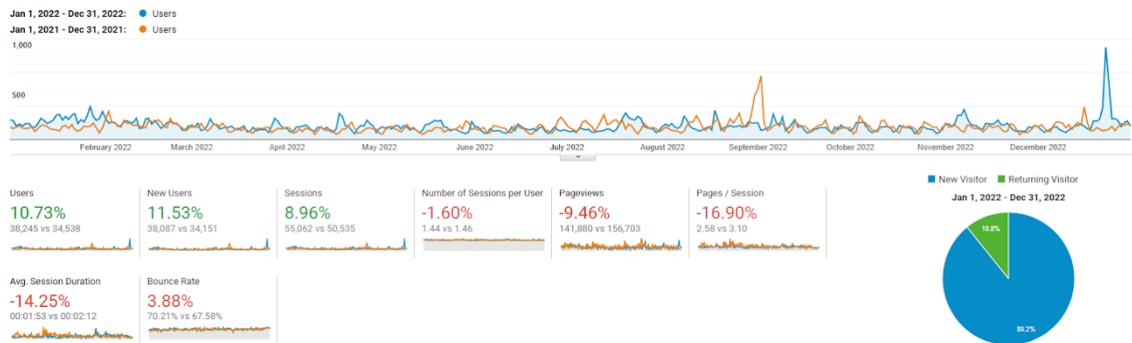 Jan 1, 2022 - Dec 31, 2022: Users
Jan 1, 2021 - Dec 31, 2021: Users
1,000
500
February 2022 March 2022 April 2022 May 2022 June 2022 July 2022 August 2022 September 2022 October 2022 November 2022 December 2022
Users
10.73%
38,245 vs 34,538
New Users
11.53%
38,087 vs 34,151
Sessions
8.96%
55,062 vs 50,535
Number of Sessions per User
-1.60%
1.44 vs 1.46
Pageviews
-9.46%
141,880 vs 156,703
Pages / Session
-16.90%
2.58 vs 3.10
Avg. Session Duration
-14.25%
00:01:53 vs 00:02:12
Bounce Rate
3.88%
70.21% vs 67.58%
New Visitor Returning Visitor
Jan 1, 2022 - Dec 31, 2022
10.8%
89.2%